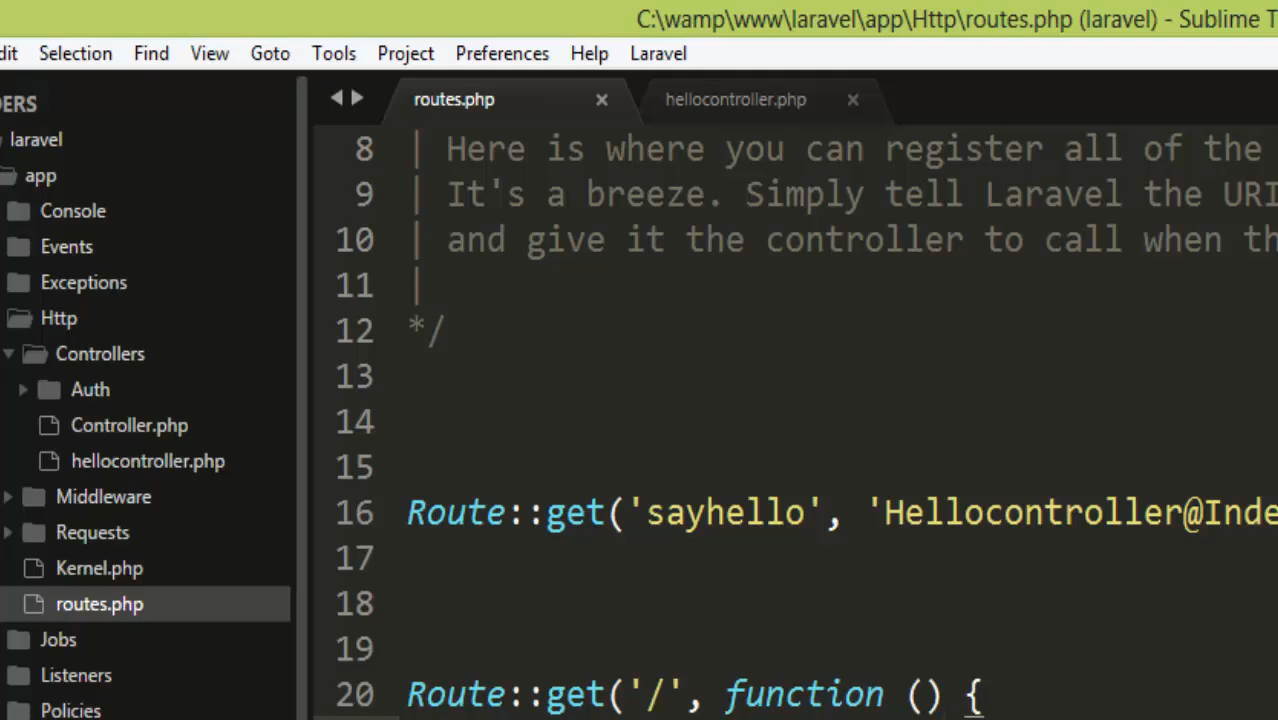 C:\wamp\www\laravel\app\Http\routes.php (laravel) - Sublime T
dit Selection Find View Goto Tools Project Preferences Help Laravel
DERS
laravel
app
Console
Events
Exceptions
Http
Controllers
Auth
Controller.php
hellocontroller.php
Middleware
Requests
Kernel.php
routes.php
Jobs
Listeners
Policies
routes.php × hellocontroller.php ×
8 | Here is where you can register all of the
9 | It's a breeze. Simply tell Laravel the URI
10 | and give it the controller to call when th
11 |
12 */
13
14
15
16 Route::get('sayhello', 'Hellocontroller@Inde
17
18
19
20 Route::get('/', function () {